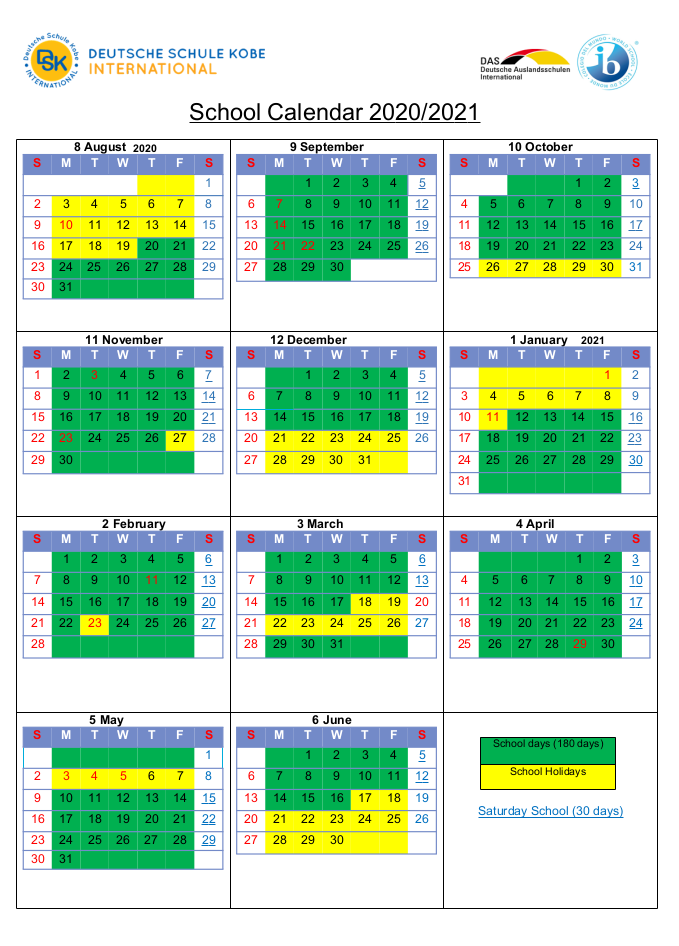 DSK
DEUTSCHE SCHULE KOBE
INTERNATIONAL
DEUTSCHE SCHULE KOBE
INTERNATIONAL
DAS
Deutsche Auslandsschulen
International
ib
School Calendar 2020/2021
8 August 2020
S M T W T F S
1
2 3 4 5 6 7 8
9 10 11 12 13 14 15
16 17 18 19 20 21 22
23 24 25 26 27 28 29
30 31
9 September
S M T W T F S
1 2 3 4 5
6 7 8 9 10 11 12
13 14 15 16 17 18 19
20 21 22 23 24 25 26
27 28 29 30
10 October
S M T W T F S
1 2 3
4 5 6 7 8 9 10
11 12 13 14 15 16 17
18 19 20 21 22 23 24
25 26 27 28 29 30 31
11 November
S M T W T F S
1 2 3 4 5 6 7
8 9 10 11 12 13 14
15 16 17 18 19 20 21
22 23 24 25 26 27 28
29 30
12 December
S M T W T F S
1 2 3 4 5
6 7 8 9 10 11 12
13 14 15 16 17 18 19
20 21 22 23 24 25 26
27 28 29 30 31
1 January 2021
S M T W T F S
1 2
3 4 5 6 7 8 9
10 11 12 13 14 15 16
17 18 19 20 21 22 23
24 25 26 27 28 29 30
31
2 February
S M T W T F S
1 2 3 4 5 6
7 8 9 10 11 12 13
14 15 16 17 18 19 20
21 22 23 24 25 26 27
28
3 March
S M T W T F S
1 2 3 4 5 6
7 8 9 10 11 12 13
14 15 16 17 18 19 20
21 22 23 24 25 26 27
28 29 30 31
4 April
S M T W T F S
1 2 3
4 5 6 7 8 9 10
11 12 13 14 15 16 17
18 19 20 21 22 23 24
25 26 27 28 29 30
5 May
S M T W T F S
1
2 3 4 5 6 7 8
9 10 11 12 13 14 15
16 17 18 19 20 21 22
23 24 25 26 27 28 29
30 31
6 June
S M T W T F S
1 2 3 4 5
6 7 8 9 10 11 12
13 14 15 16 17 18 19
20 21 22 23 24 25 26
27 28 29 30
School days (180 days)
School Holidays
Saturday School (30 days)